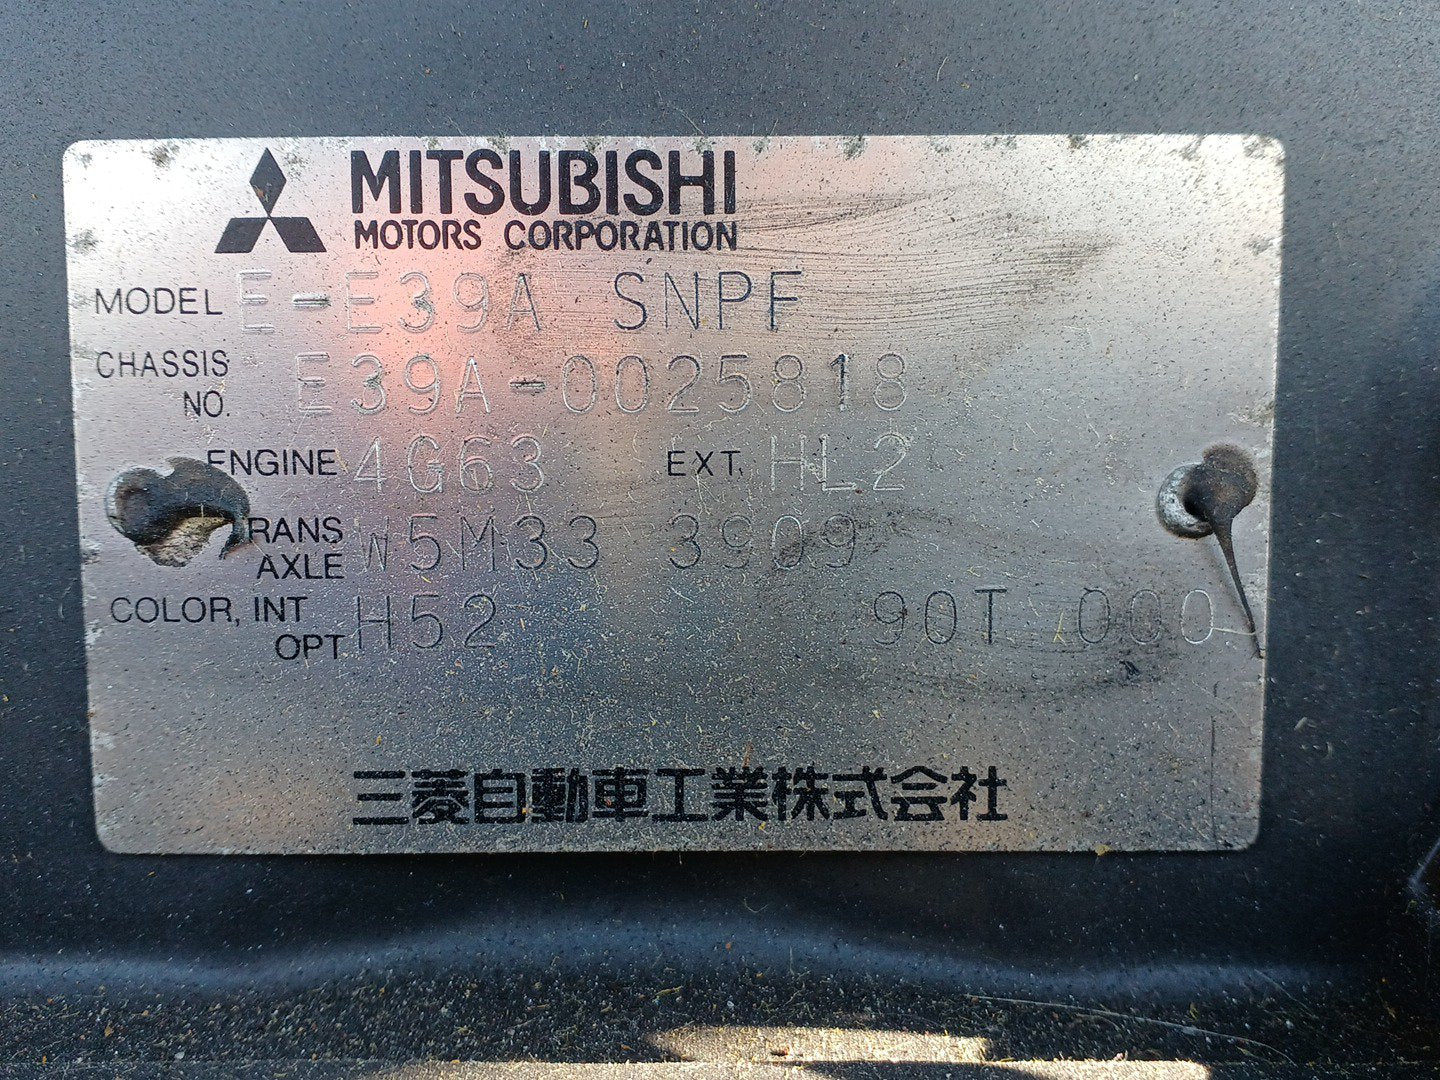 MITSUBISHI
MOTORS CORPORATION
MODEL E-E39A SNPF
CHASSIS NO. E39A-0025818
ENGINE 4G63 EXT. HL2
TRANS AXLE W5M33 3909
COLOR, INT OPT H52 90T 000
三菱自動車工業株式会社